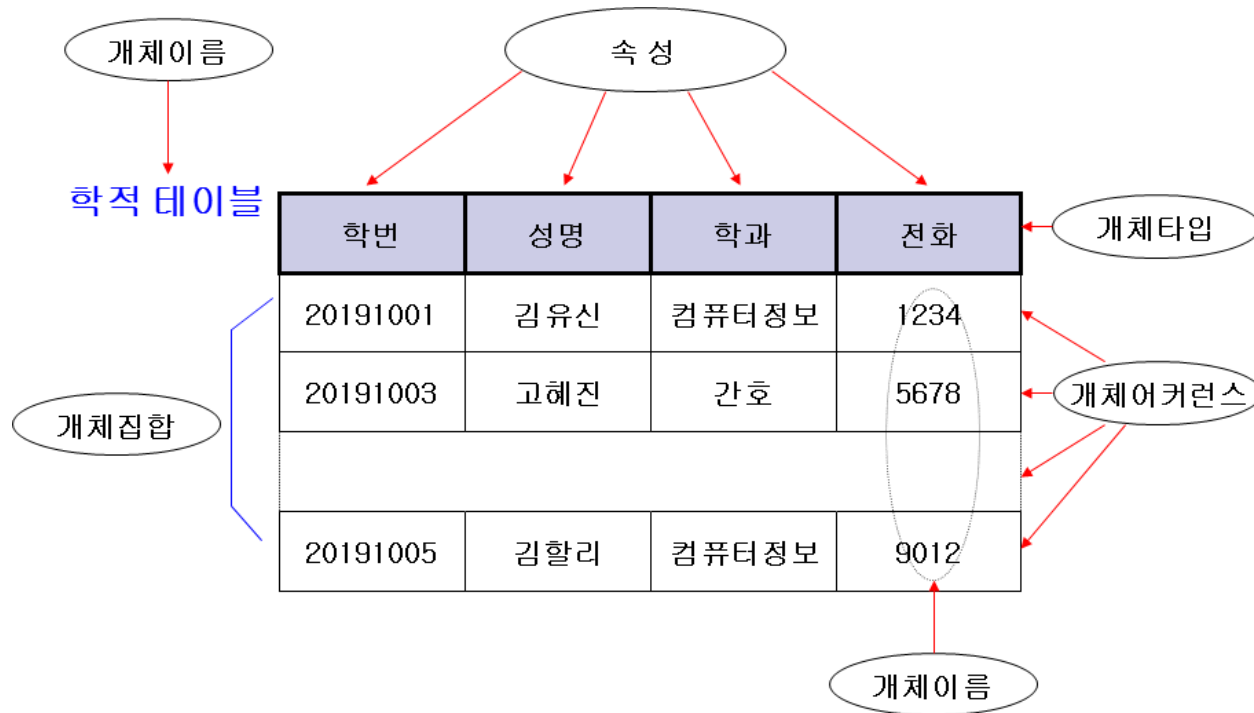 개체이름
속 성
학적 테이블
학번 성명 학과 전화
개체타입
20191001 김유신 컴퓨터정보 1234
20191003 고혜진 간호 5678
개체어커런스
개체집합
20191005 김할리 컴퓨터정보 9012
개체이름